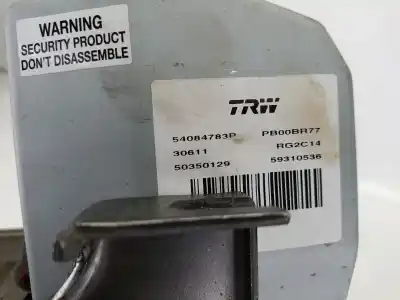 WARNING
SECURITY PRODUCT
DON'T DISASSEMBLE
TRW
54084783P PB00BR77
30611 RG2C14
50350129 59310536